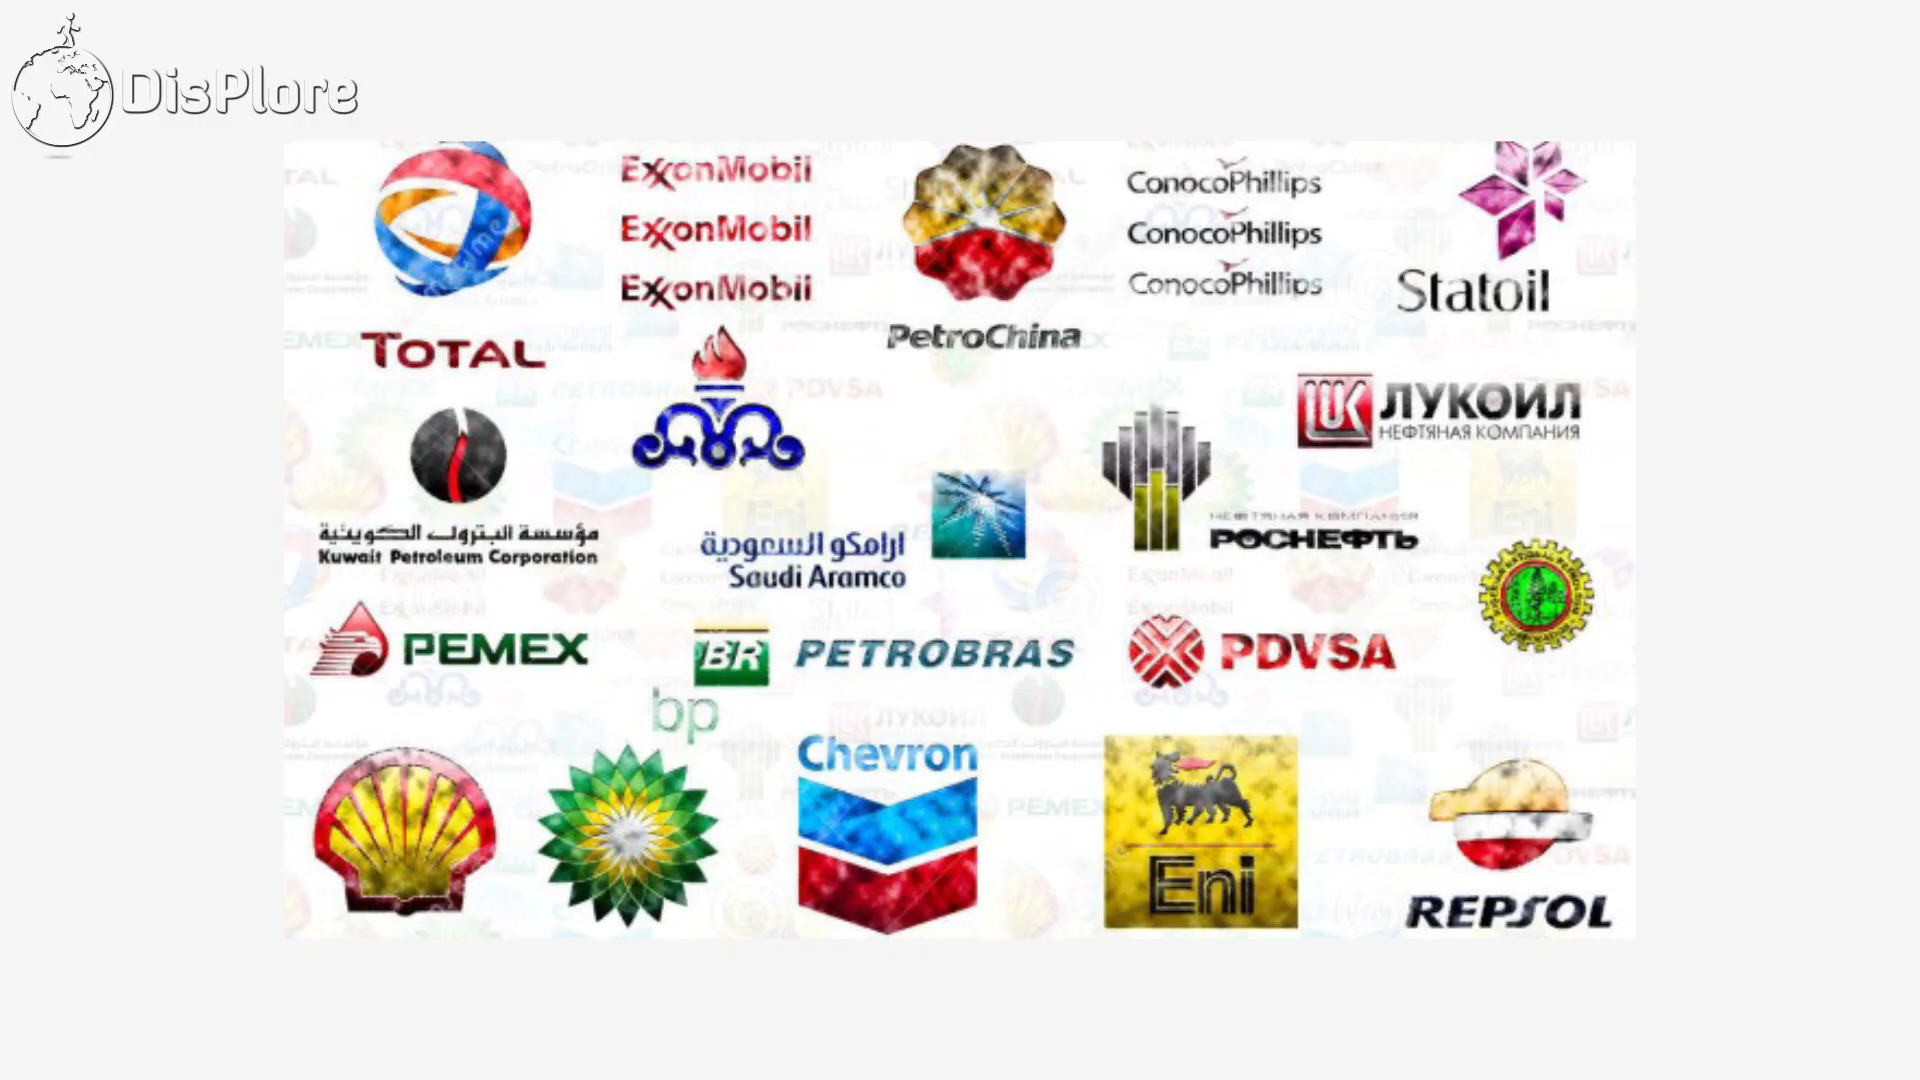 DisPlore
ExxonMobil
ExxonMobil
ExxonMobil
ConocoPhillips
ConocoPhillips
ConocoPhillips
Statoil
PetroChina
TOTAL
ЛУКОЙЛ
НЕФТЯНАЯ КОМПАНИЯ
مؤسسة البترول الكويتية
Kuwait Petroleum Corporation
ارامكو السعودية
Saudi Aramco
НЕФТЯНАЯ КОМПАНИЯ
РОСНЕФТЬ
PEMEX
BR PETROBRAS
PDVSA
bp
Chevron
Eni
REPSOL